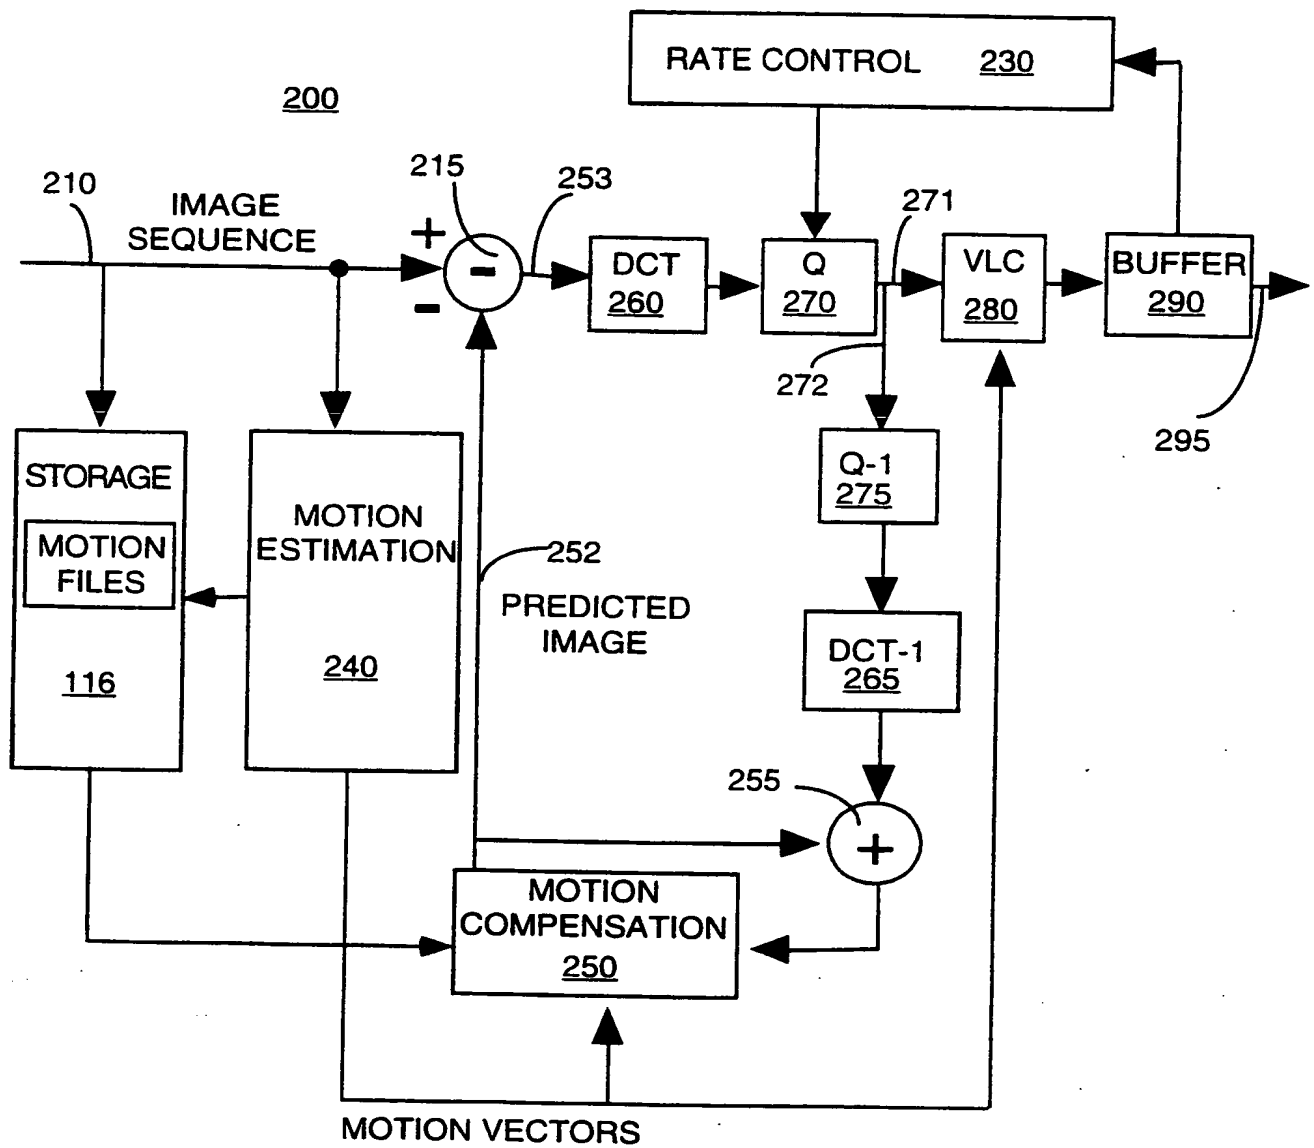 RATE CONTROL 230
200
210
IMAGE
SEQUENCE
215
253
+
-
-
DCT
260
Q
270
271
272
VLC
280
BUFFER
290
295
STORAGE
MOTION
FILES
116
MOTION
ESTIMATION
240
252
PREDICTED
IMAGE
Q-1
275
DCT-1
265
255
+
MOTION
COMPENSATION
250
MOTION VECTORS